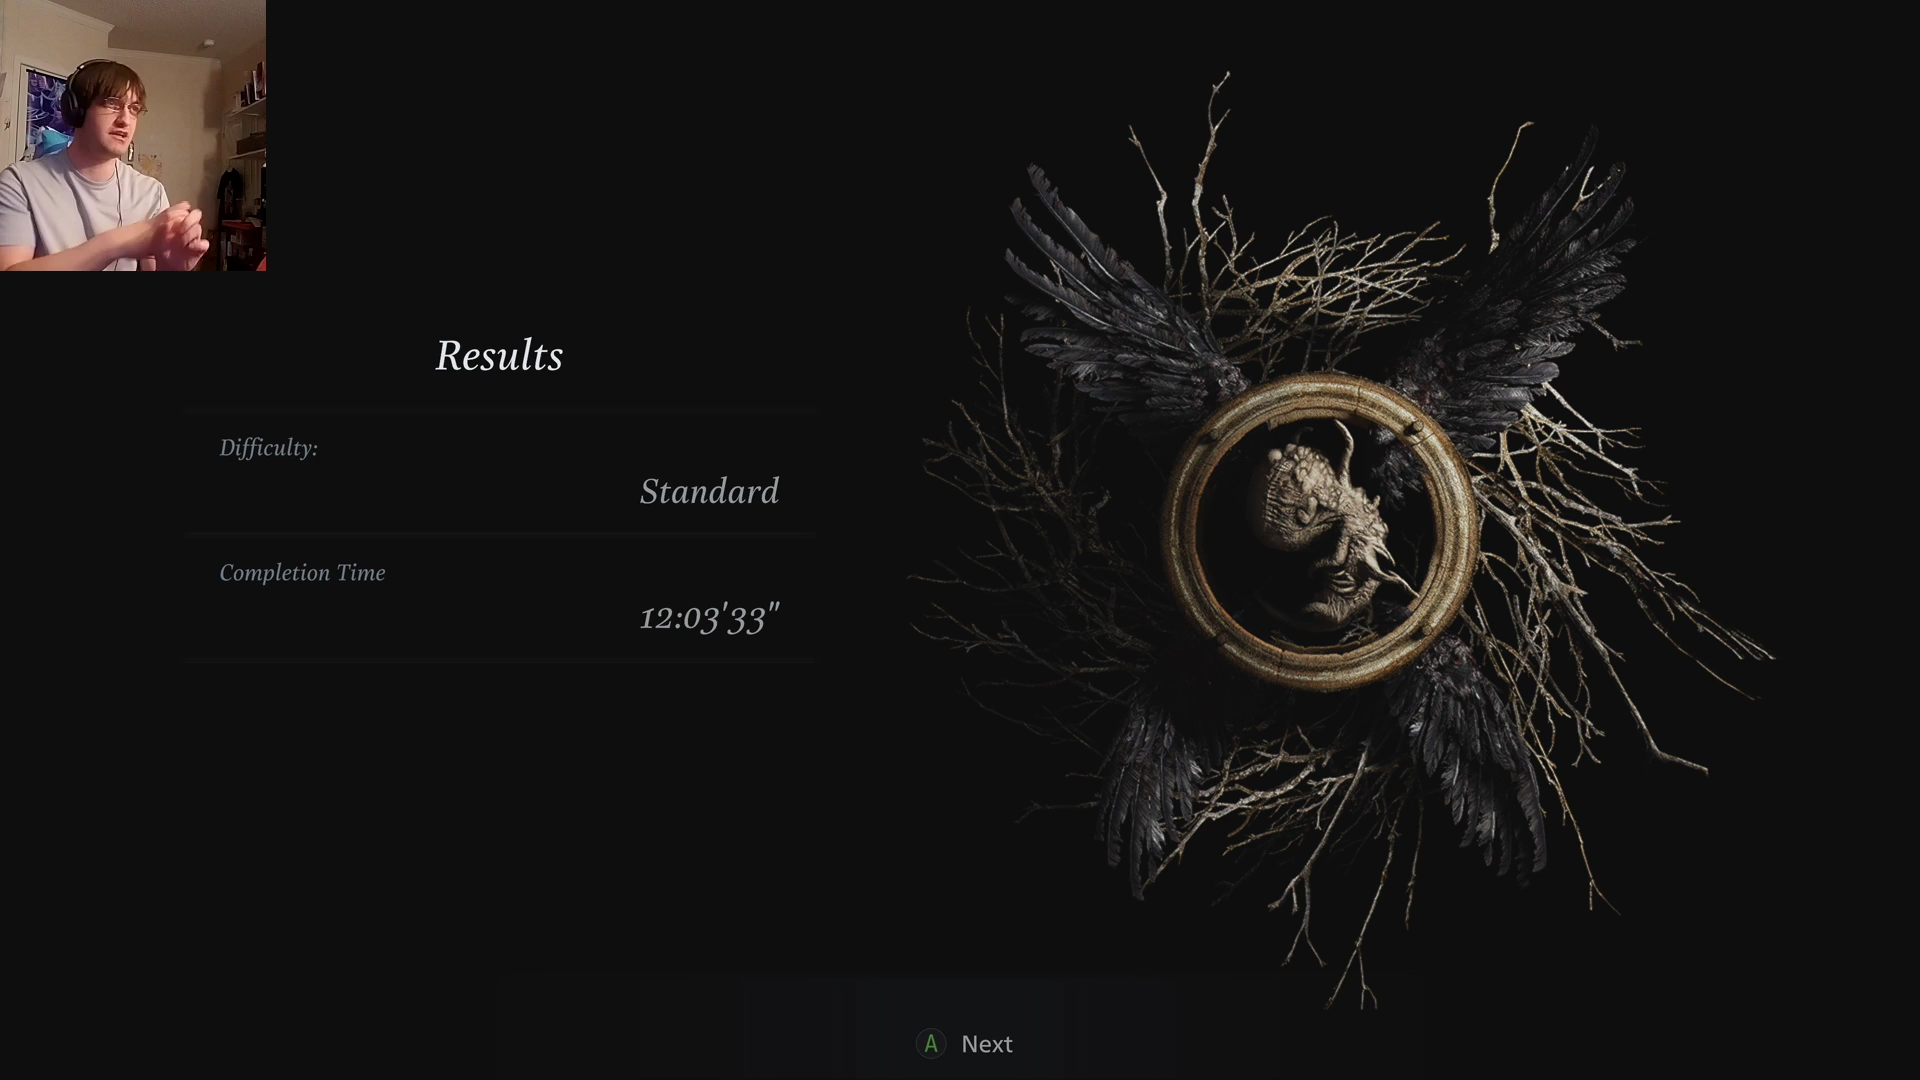 Results
Difficulty:
Standard
Completion Time
12:03'33"
A Next